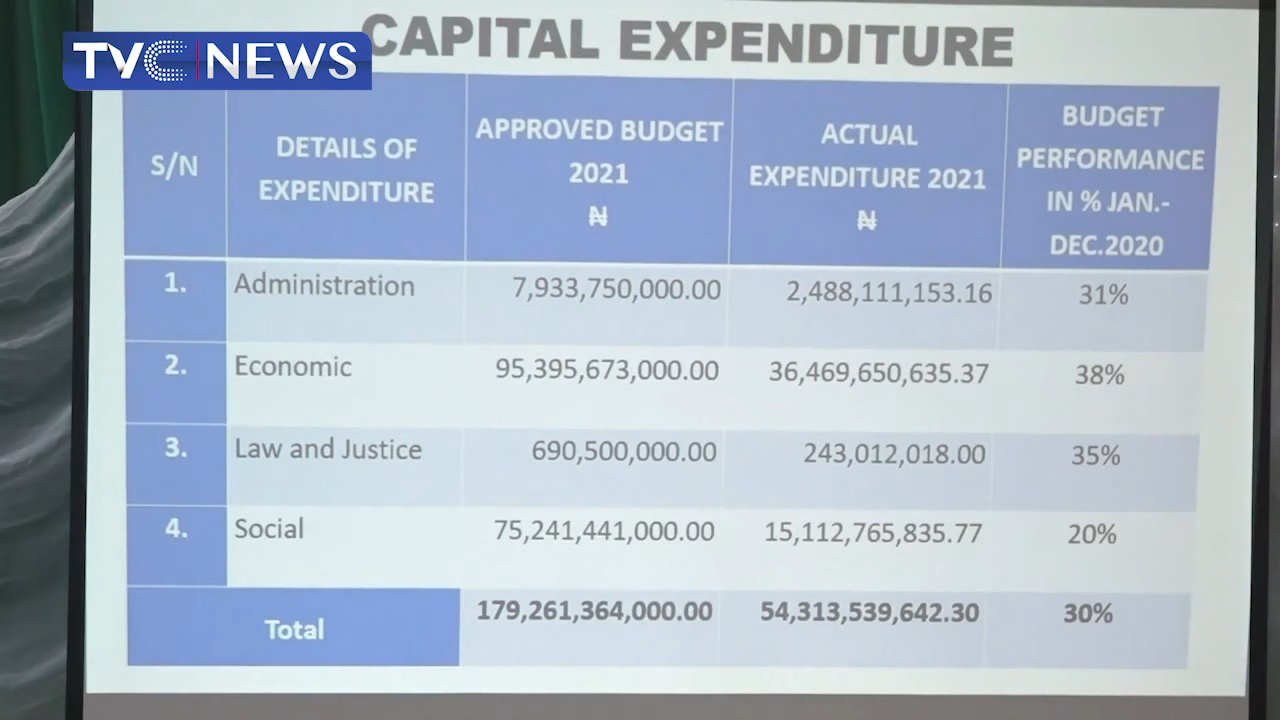 TVC NEWS
CAPITAL EXPENDITURE
S/N
DETAILS OF
EXPENDITURE
APPROVED BUDGET
2021
₦
ACTUAL
EXPENDITURE 2021
₦
BUDGET
PERFORMANCE
IN % JAN.-
DEC.2020
1. Administration 7,933,750,000.00 2,488,111,153.16 31%
2. Economic 95,395,673,000.00 36,469,650,635.37 38%
3. Law and Justice 690,500,000.00 243,012,018.00 35%
4. Social 75,241,441,000.00 15,112,765,835.77 20%
Total 179,261,364,000.00 54,313,539,642.30 30%